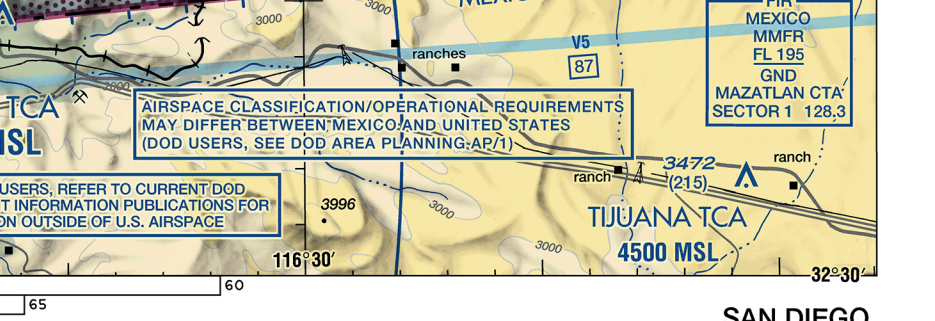 3000
3000
MEXICO
FIR
MEXICO
MMFR
FL 195
GND
MAZATLAN CTA
SECTOR 1 128.3
V5
87
ranches
3000
TCA
MSL
AIRSPACE CLASSIFICATION/OPERATIONAL REQUIREMENTS
MAY DIFFER BETWEEN MEXICO AND UNITED STATES
(DOD USERS, SEE DOD AREA PLANNING AP/1)
USERS, REFER TO CURRENT DOD
T INFORMATION PUBLICATIONS FOR
ON OUTSIDE OF U.S. AIRSPACE
3996
3000
ranch
3472
(215)
ranch
TIJUANA TCA
4500 MSL
3000
116°30′
32°30′
60
65
SAN DIEGO